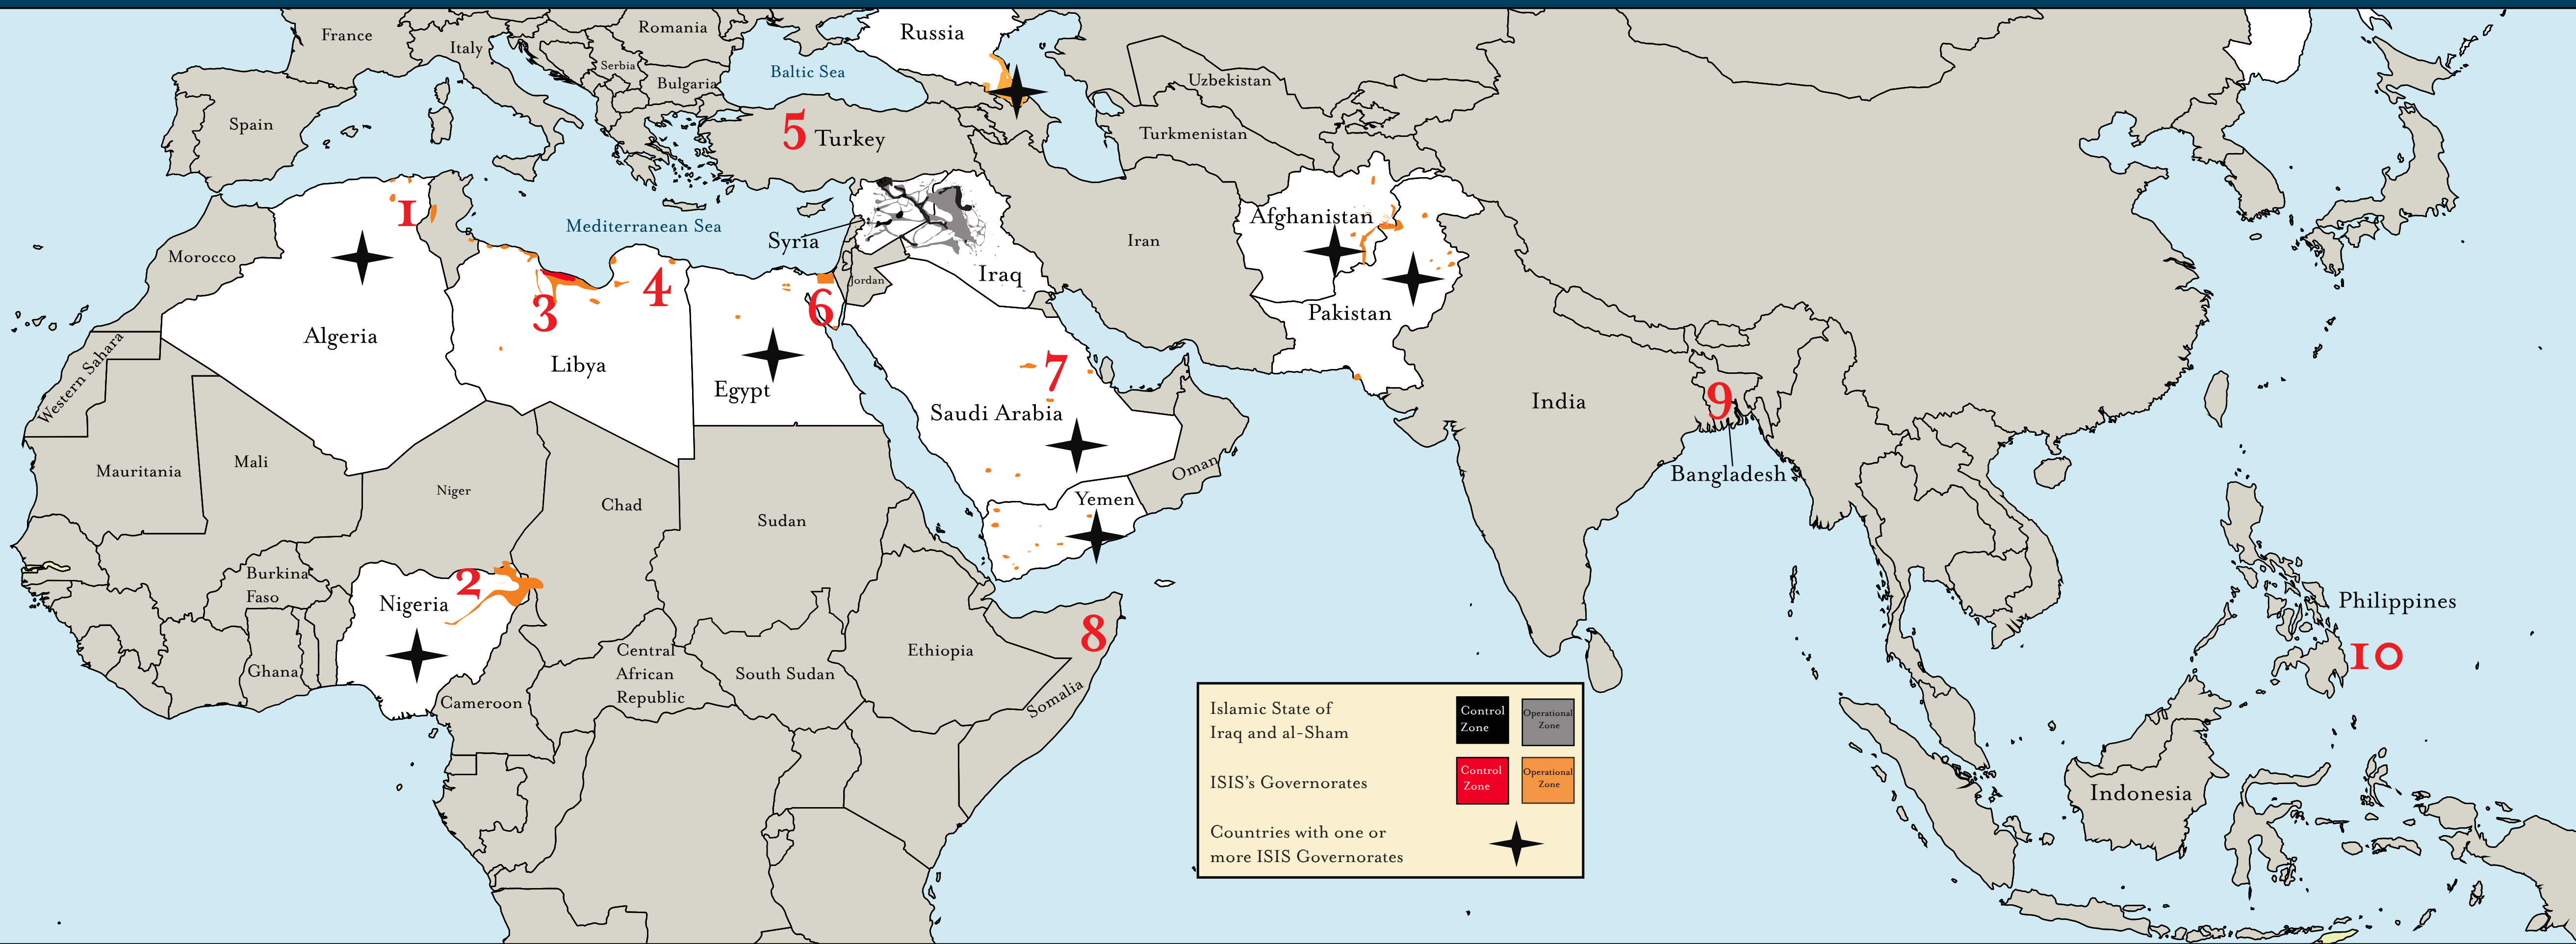 France
Italy
Romania
Serbia
Bulgaria
Spain
Baltic Sea
Russia
Uzbekistan
Turkmenistan
5 Turkey
Mediterranean Sea
Syria
Iraq
Iran
Jordan
Afghanistan
Pakistan
Morocco
Western Sahara
1
Algeria
3
4
Libya
6
Egypt
7
Saudi Arabia
Yemen
Oman
India
9
Bangladesh
Mauritania
Mali
Niger
Chad
Sudan
Burkina
Faso
2
Nigeria
Ghana
Cameroon
Central
African
Republic
South Sudan
Ethiopia
8
Somalia
Philippines
10
Indonesia
Islamic State of
Iraq and al-Sham
Control
Zone
Operational
Zone
ISIS's Governorates
Control
Zone
Operational
Zone
Countries with one or
more ISIS Governorates